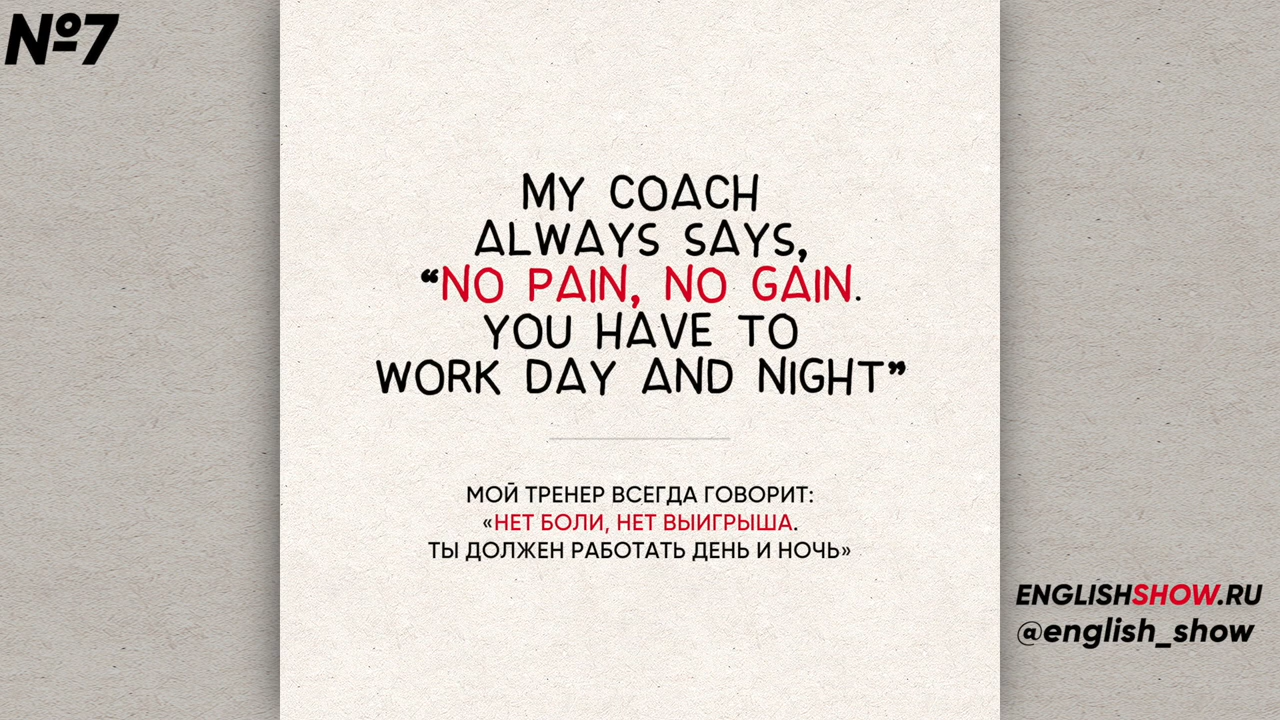 №7
MY COACH
ALWAYS SAYS,
“NO PAIN, NO GAIN.
YOU HAVE TO
WORK DAY AND NIGHT”
МОЙ ТРЕНЕР ВСЕГДА ГОВОРИТ:
«НЕТ БОЛИ, НЕТ ВЫИГРЫША.
ТЫ ДОЛЖЕН РАБОТАТЬ ДЕНЬ И НОЧЬ»
ENGLISHSHOW.RU
@english_show